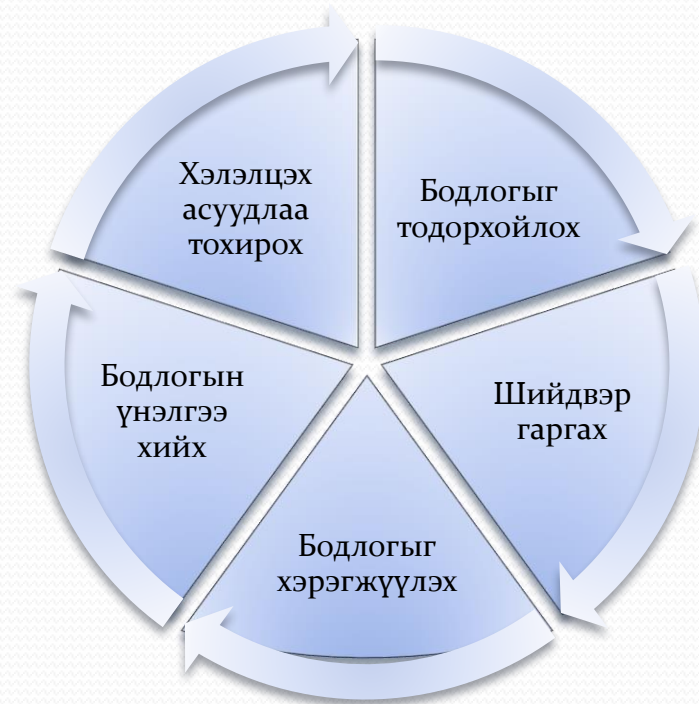 Хэлэлцэх
асуудлаа
тохирох
Бодлогыг
тодорхойлох
Шийдвэр
гаргах
Бодлогыг
хэрэгжүүлэх
Бодлогын
үнэлгээ
хийх